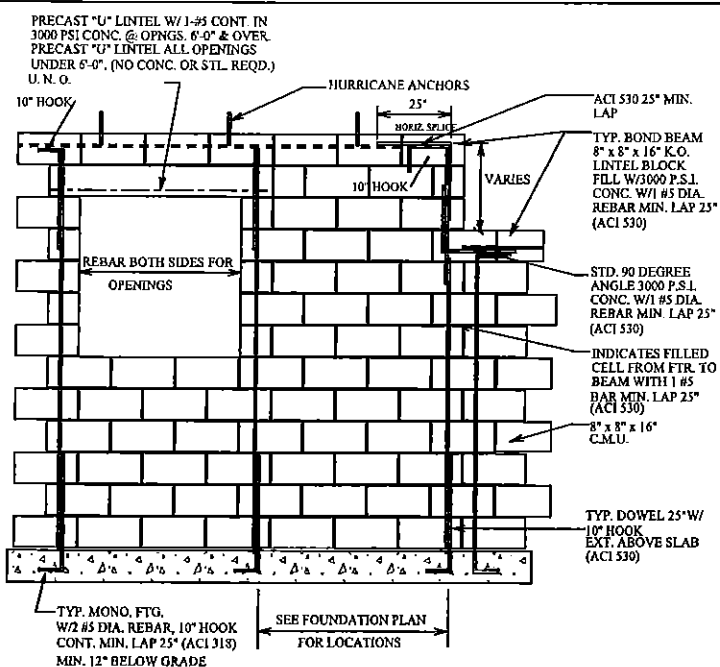 PRECAST "U" LINTEL W/ 1-#5 CONT. IN
3000 PSI CONC. @ OPNGS. 6'-0" & OVER.
PRECAST "U" LINTEL ALL OPENINGS
UNDER 6'-0", (NO CONC. OR STL. REQD.)
U. N. O.
10" HOOK
HURRICANE ANCHORS
25"
HORIZ. SPLICE
10" HOOK
VARIES
ACI 530 25" MIN.
LAP
TYP. BOND BEAM
8" x 8" x 16" K.O.
LINTEL BLOCK
FILL W/3000 P.S.I.
CONC. W/1 #5 DIA.
REBAR MIN. LAP 25"
(ACI 530)
REBAR BOTH SIDES FOR
OPENINGS
STD. 90 DEGREE
ANGLE 3000 P.S.I.
CONC. W/1 #5 DIA.
REBAR MIN. LAP 25"
(ACI 530)
INDICATES FILLED
CELL FROM FTR. TO
BEAM WITH 1 #5
BAR MIN. LAP 25"
(ACI 530)
8" x 8" x 16"
C.M.U.
TYP. DOWEL 25" W/
10" HOOK
EXT. ABOVE SLAB
(ACI 530)
TYP. MONO. FTG.
W/2 #5 DIA. REBAR, 10" HOOK
CONT. MIN. LAP 25" (ACI 318)
MIN. 12" BELOW GRADE
SEE FOUNDATION PLAN
FOR LOCATIONS